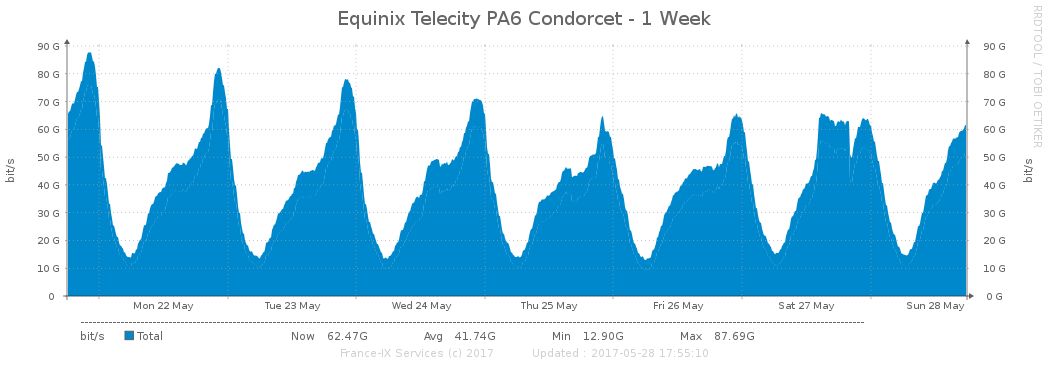 Equinix Telecity PA6 Condorcet - 1 Week
RRDTOOL / TOBI OETIKER
90 G 90 G
80 G 80 G
70 G 70 G
60 G 60 G
50 G 50 G
40 G 40 G
30 G 30 G
20 G 20 G
10 G 10 G
0 0 G
bit/s bit/s
Mon 22 May Tue 23 May Wed 24 May Thu 25 May Fri 26 May Sat 27 May Sun 28 May
bit/s Total Now 62.47G Avg 41.74G Min 12.90G Max 87.69G
France-IX Services (c) 2017 Updated : 2017-05-28 17:55:10